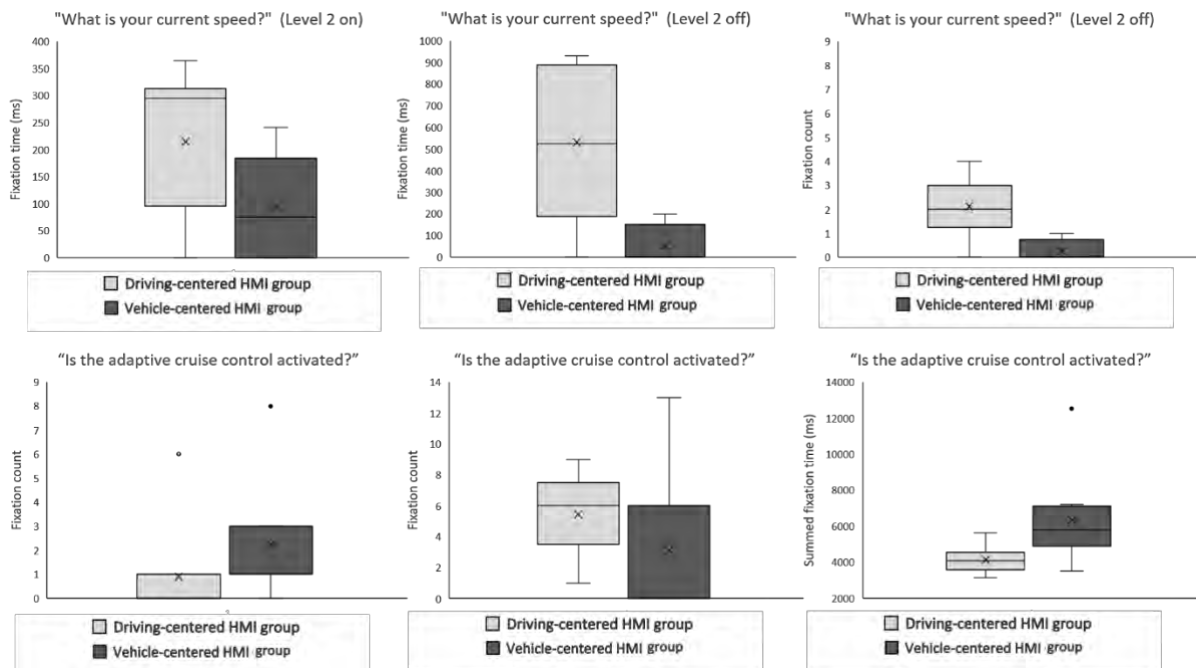 "What is your current speed?" (Level 2 on)
Fixation time (ms)
400
350
300
250
200
150
100
50
0
Driving-centered HMI group
Vehicle-centered HMI group
"What is your current speed?" (Level 2 off)
Fixation time (ms)
1000
900
800
700
600
500
400
300
200
100
0
Driving-centered HMI group
Vehicle-centered HMI group
"What is your current speed?" (Level 2 off)
Fixation count
9
8
7
6
5
4
3
2
1
0
Driving-centered HMI group
Vehicle-centered HMI group
“Is the adaptive cruise control activated?”
Fixation count
9
8
7
6
5
4
3
2
1
0
Driving-centered HMI group
Vehicle-centered HMI group
“Is the adaptive cruise control activated?”
Fixation count
14
12
10
8
6
4
2
0
Driving-centered HMI group
Vehicle-centered HMI group
“Is the adaptive cruise control activated?”
Summed fixation time (ms)
14000
12000
10000
8000
6000
4000
2000
Driving-centered HMI group
Vehicle-centered HMI group